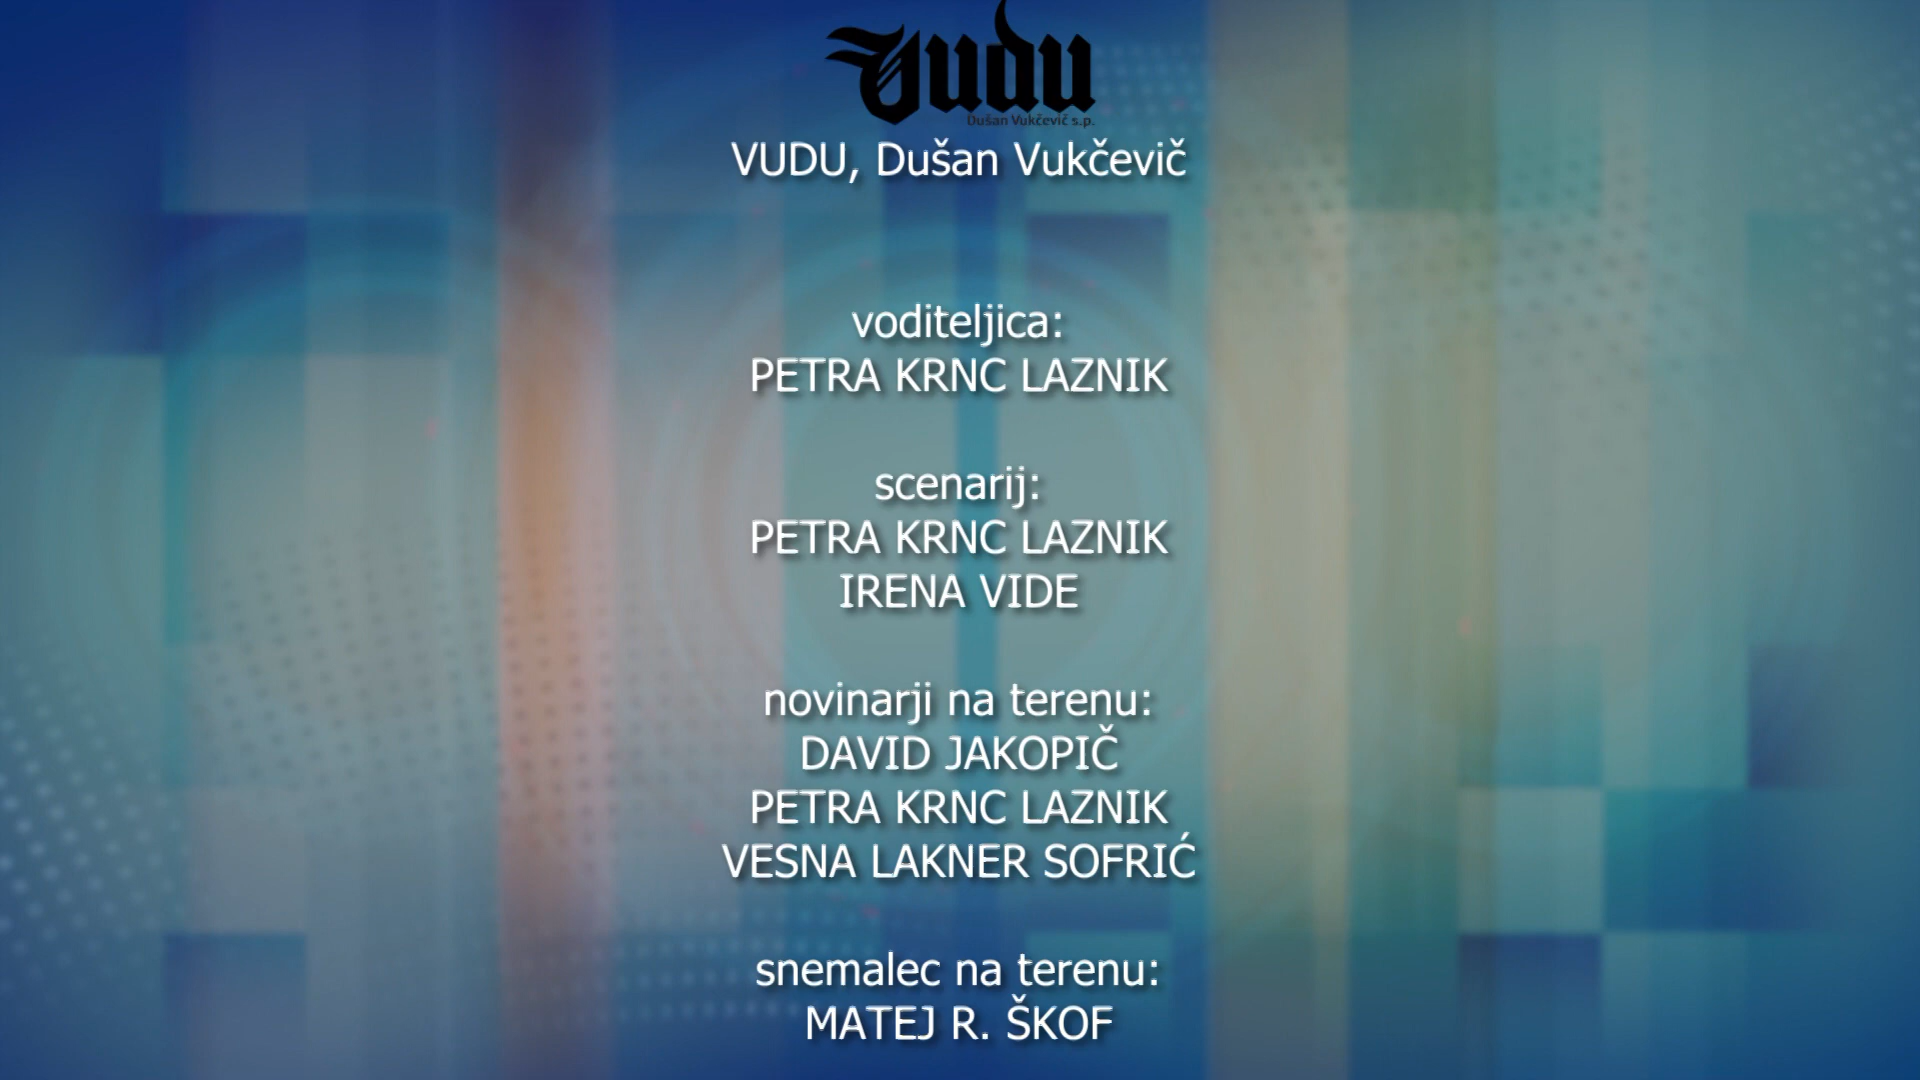 Vudu
Dušan Vukčevič s.p.
VUDU, Dušan Vukčevič
voditeljica:
PETRA KRNC LAZNIK
scenarij:
PETRA KRNC LAZNIK
IRENA VIDE
novinarji na terenu:
DAVID JAKOPIČ
PETRA KRNC LAZNIK
VESNA LAKNER SOFRIĆ
snemalec na terenu:
MATEJ R. ŠKOF